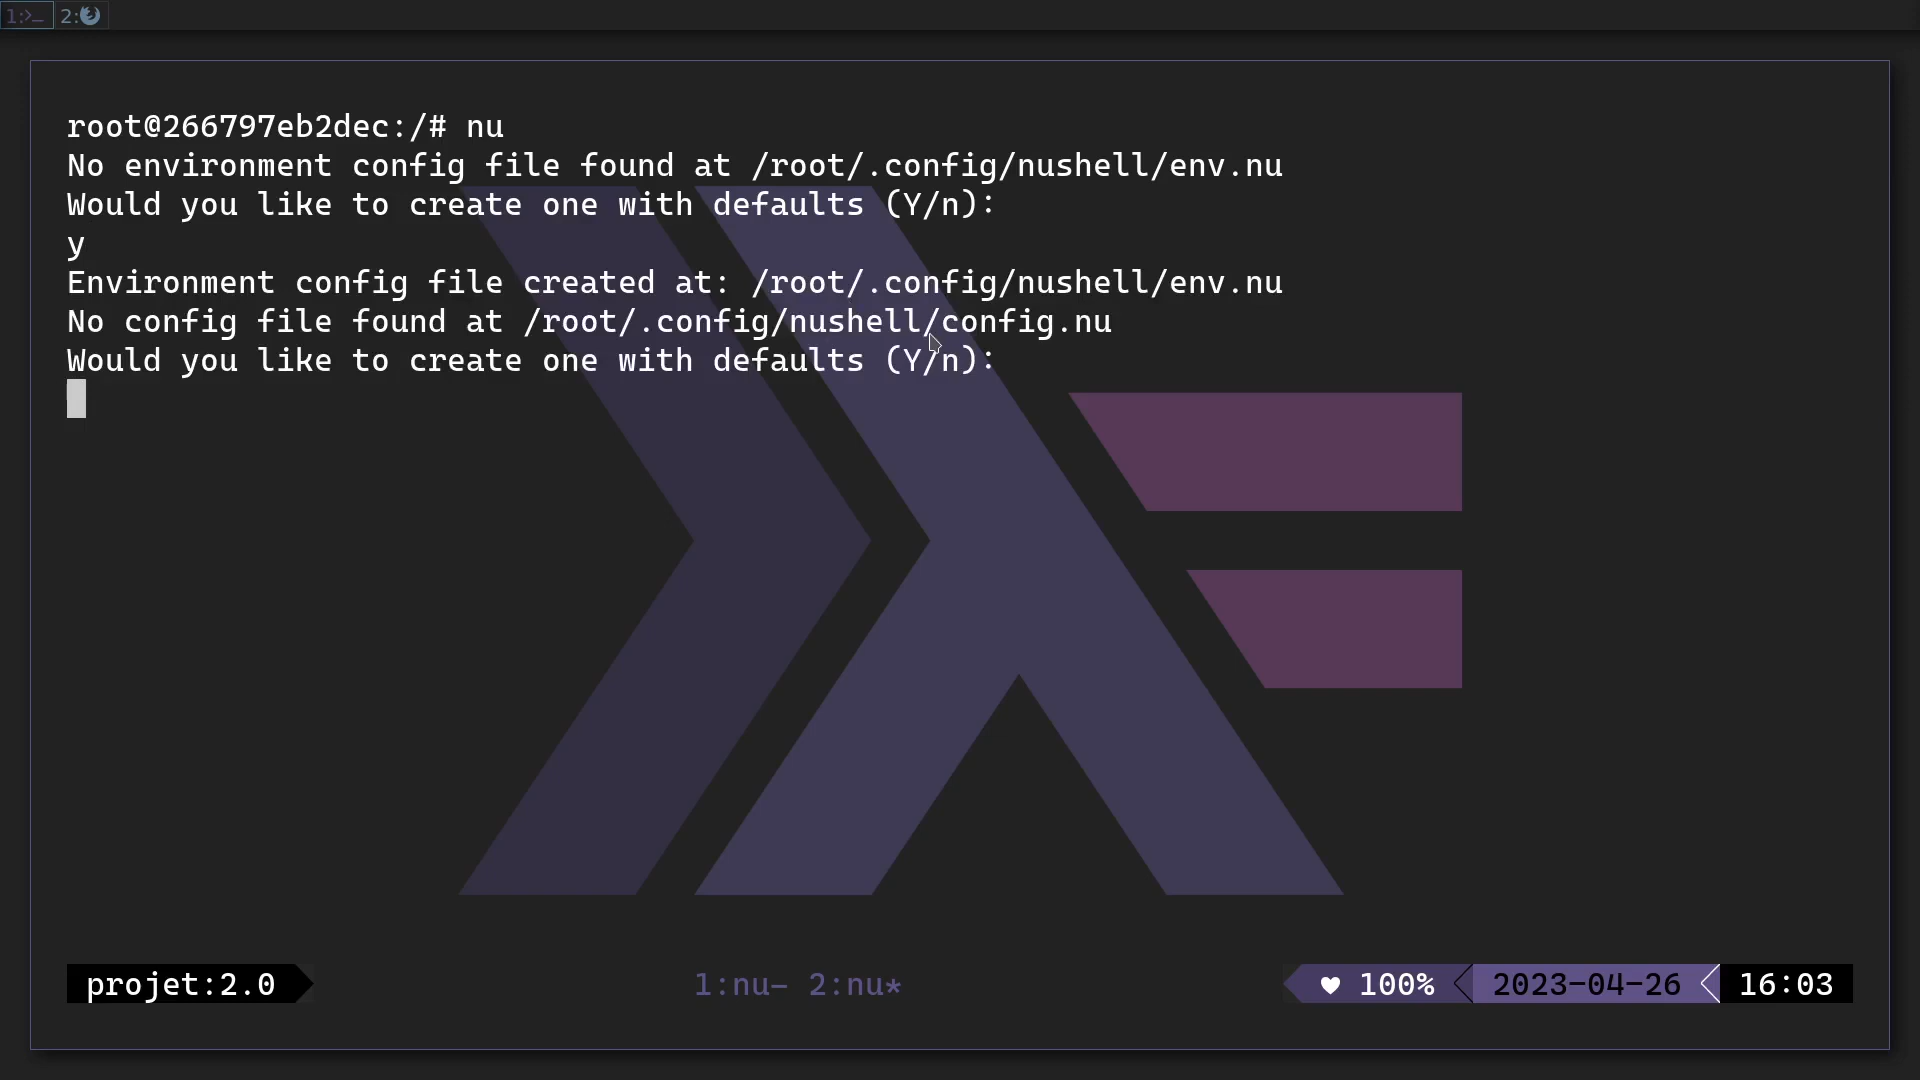 1:>_ 2:
root@266797eb2dec:/# nu
No environment config file found at /root/.config/nushell/env.nu
Would you like to create one with defaults (Y/n):
y
Environment config file created at: /root/.config/nushell/env.nu
No config file found at /root/.config/nushell/config.nu
Would you like to create one with defaults (Y/n):
projet:2.0 1:nu- 2:nu* ♥ 100% 2023-04-26 16:03